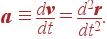 a ≡ dv/dt = d²r/dt².